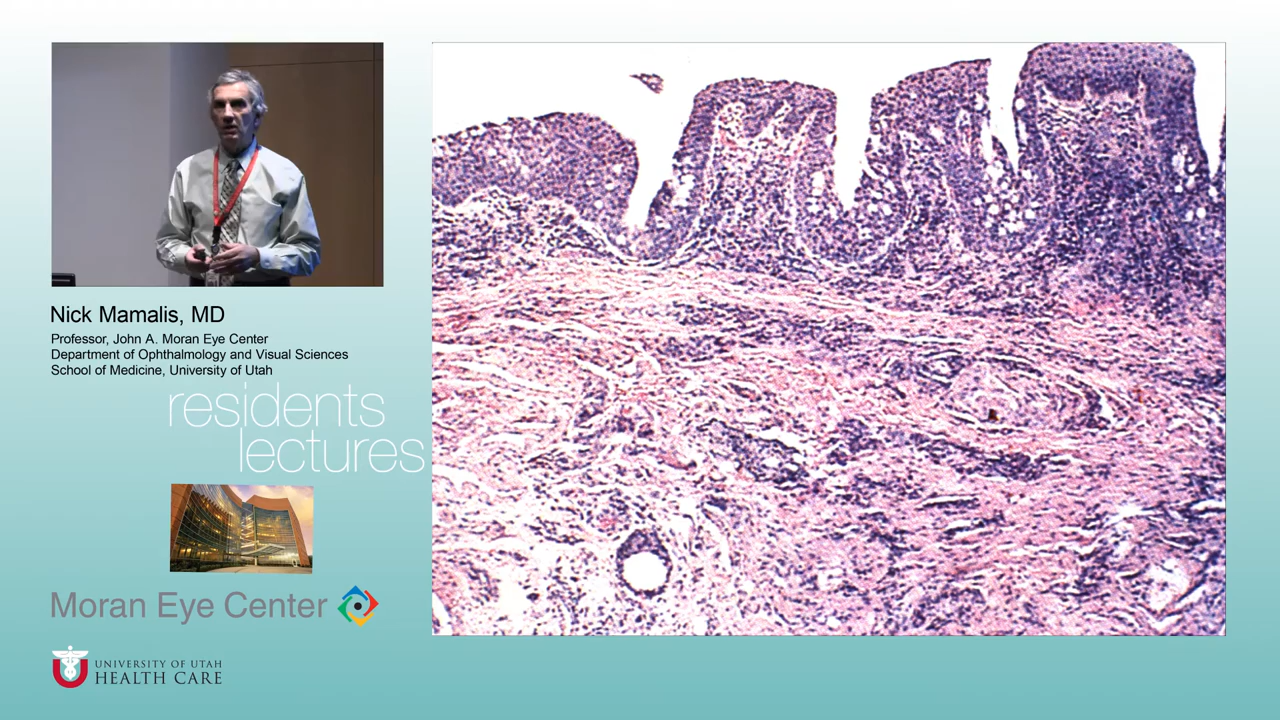 Nick Mamalis, MD
Professor, John A. Moran Eye Center
Department of Ophthalmology and Visual Sciences
School of Medicine, University of Utah
residents
lectures
Moran Eye Center
UNIVERSITY OF UTAH
HEALTH CARE